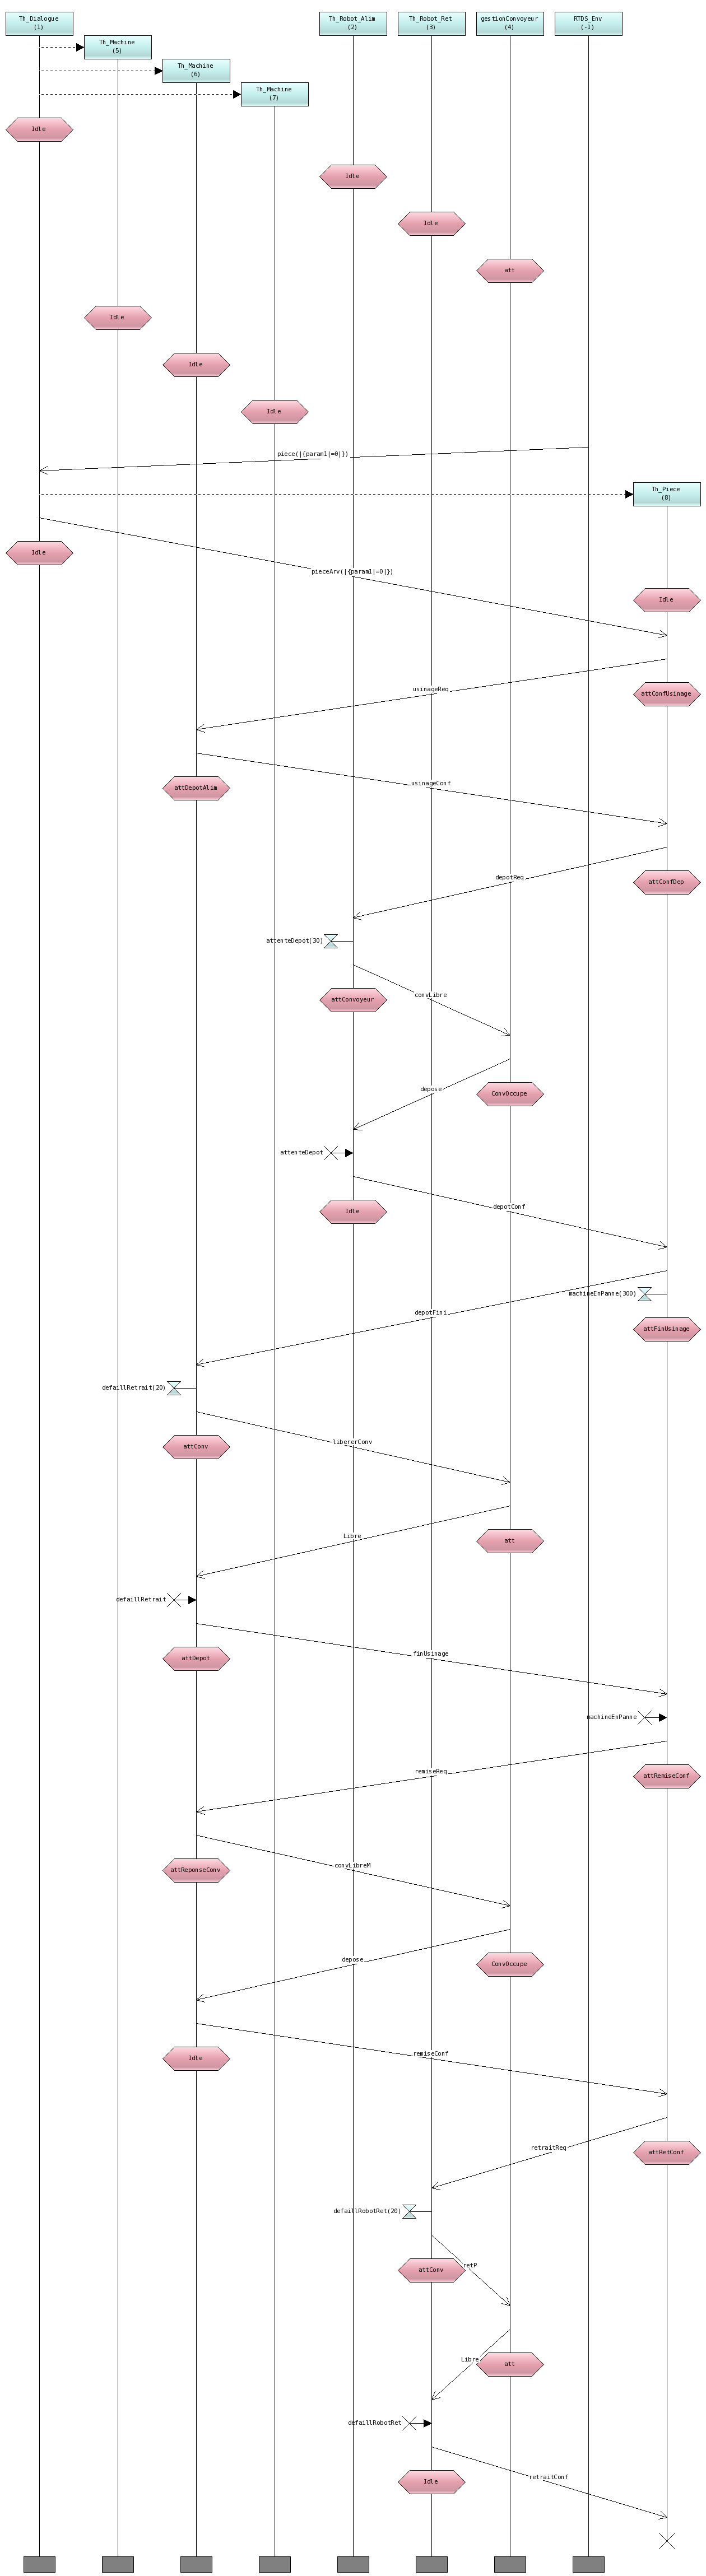 Th_Dialogue
(1)
Th_Robot_Alim
(2)
Th_Robot_Ret
(3)
gestionConvoyeur
(4)
RTDS_Env
(-1)
Th_Machine
(5)
Th_Machine
(6)
Th_Machine
(7)
Idle
Idle
Idle
att
Idle
Idle
Idle
piece(|{param1|=0|})
Th_Piece
(8)
Idle
pieceArv(|{param1|=0|})
Idle
usinageReq
attConfUsinage
usinageConf
attDepotAlim
depotReq
attConfDep
attenteDepot(30)
convLibre
attConvoyeur
depose
ConvOccupe
attenteDepot
depotConf
Idle
machineEnPanne(300)
depotFini
attFinUsinage
defaillRetrait(20)
libererConv
attConv
Libre
att
defaillRetrait
finUsinage
attDepot
machineEnPanne
remiseReq
attRemiseConf
convLibreM
attReponseConv
depose
ConvOccupe
remiseConf
Idle
retraitReq
attRetConf
defaillRobotRet(20)
retP
attConv
Libre
att
defaillRobotRet
retraitConf
Idle